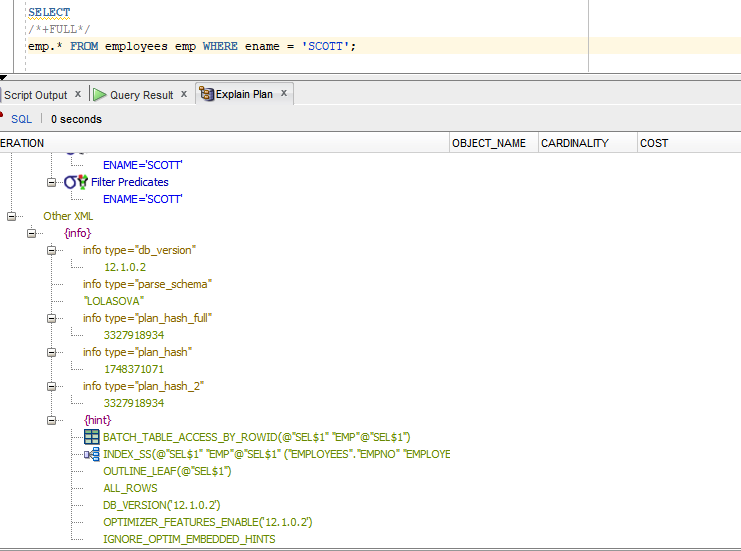 SELECT
/*+FULL*/
emp.* FROM employees emp WHERE ename = 'SCOTT';
Script Output x Query Result x Explain Plan x
SQL | 0 seconds
ERATION OBJECT_NAME CARDINALITY COST
ENAME='SCOTT'
Filter Predicates
ENAME='SCOTT'
Other XML
{info}
info type="db_version"
12.1.0.2
info type="parse_schema"
"LOLASOVA"
info type="plan_hash_full"
3327918934
info type="plan_hash"
1748371071
info type="plan_hash_2"
3327918934
{hint}
BATCH_TABLE_ACCESS_BY_ROWID(@"SEL$1" "EMP"@"SEL$1")
INDEX_SS(@"SEL$1" "EMP"@"SEL$1" ("EMPLOYEES"."EMPNO" "EMPLOYE
OUTLINE_LEAF(@"SEL$1")
ALL_ROWS
DB_VERSION('12.1.0.2')
OPTIMIZER_FEATURES_ENABLE('12.1.0.2')
IGNORE_OPTIM_EMBEDDED_HINTS